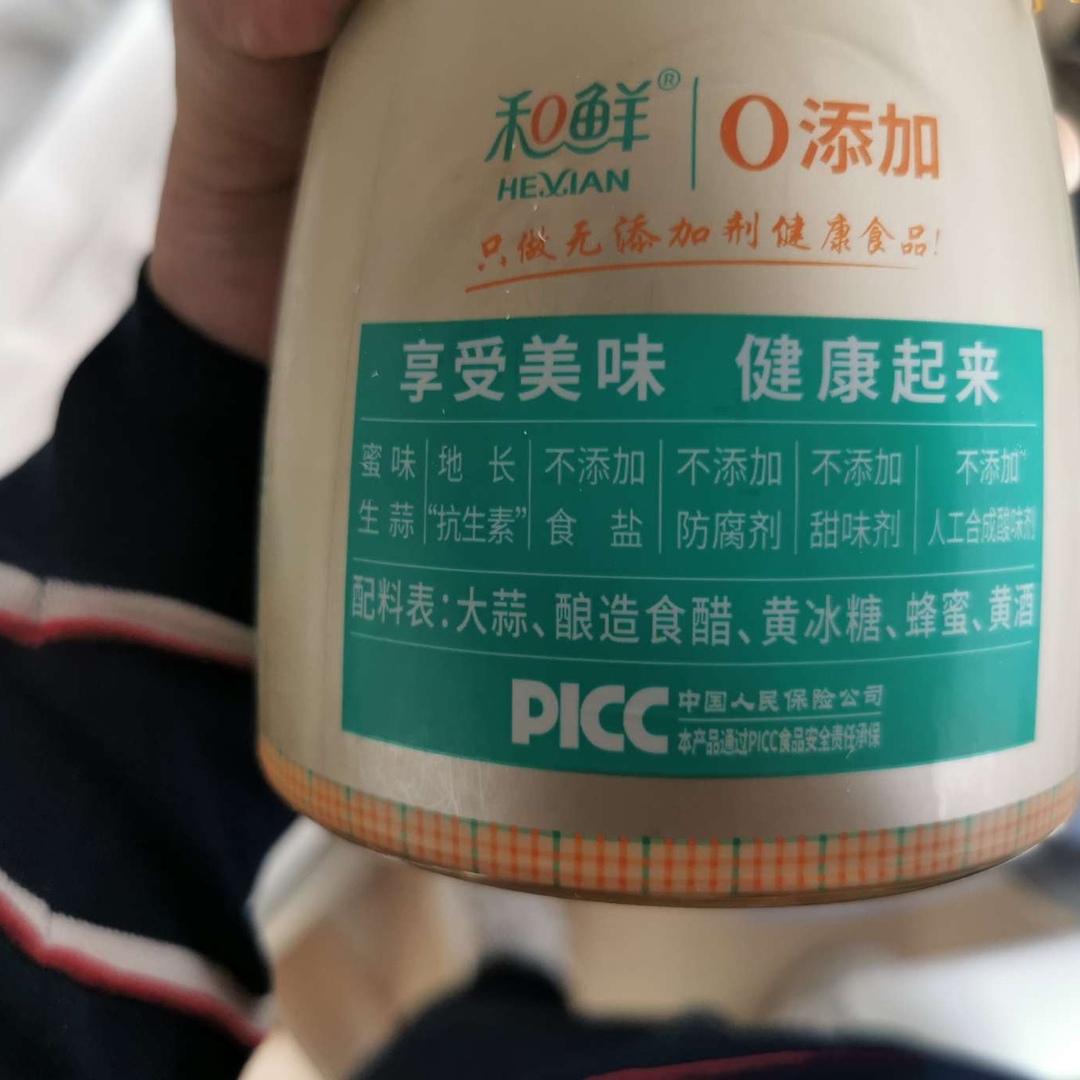 和鲜® 0添加
HEXIAN
只做无添加剂健康食品!
享受美味 健康起来
蜜味 地长 不添加 不添加 不添加 不添加
生蒜 “抗生素” 食盐 防腐剂 甜味剂 人工合成酸味剂
配料表:大蒜、酿造食醋、黄冰糖、蜂蜜、黄酒
PICC 中国人民保险公司
本产品通过PICC食品安全责任承保